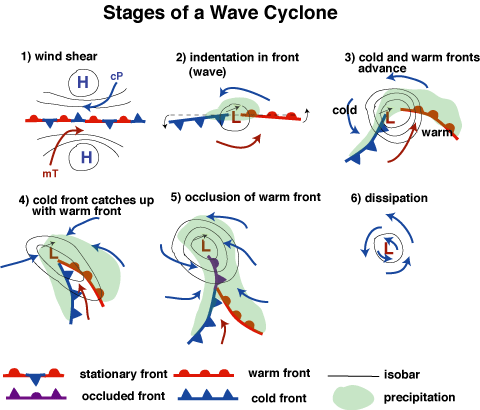 Stages of a Wave Cyclone
1) wind shear
H
cP
H
mT
2) indentation in front
(wave)
L
3) cold and warm fronts
advance
cold
L
warm
4) cold front catches up
with warm front
L
5) occlusion of warm front
L
6) dissipation
L
stationary front
warm front
isobar
occluded front
cold front
precipitation